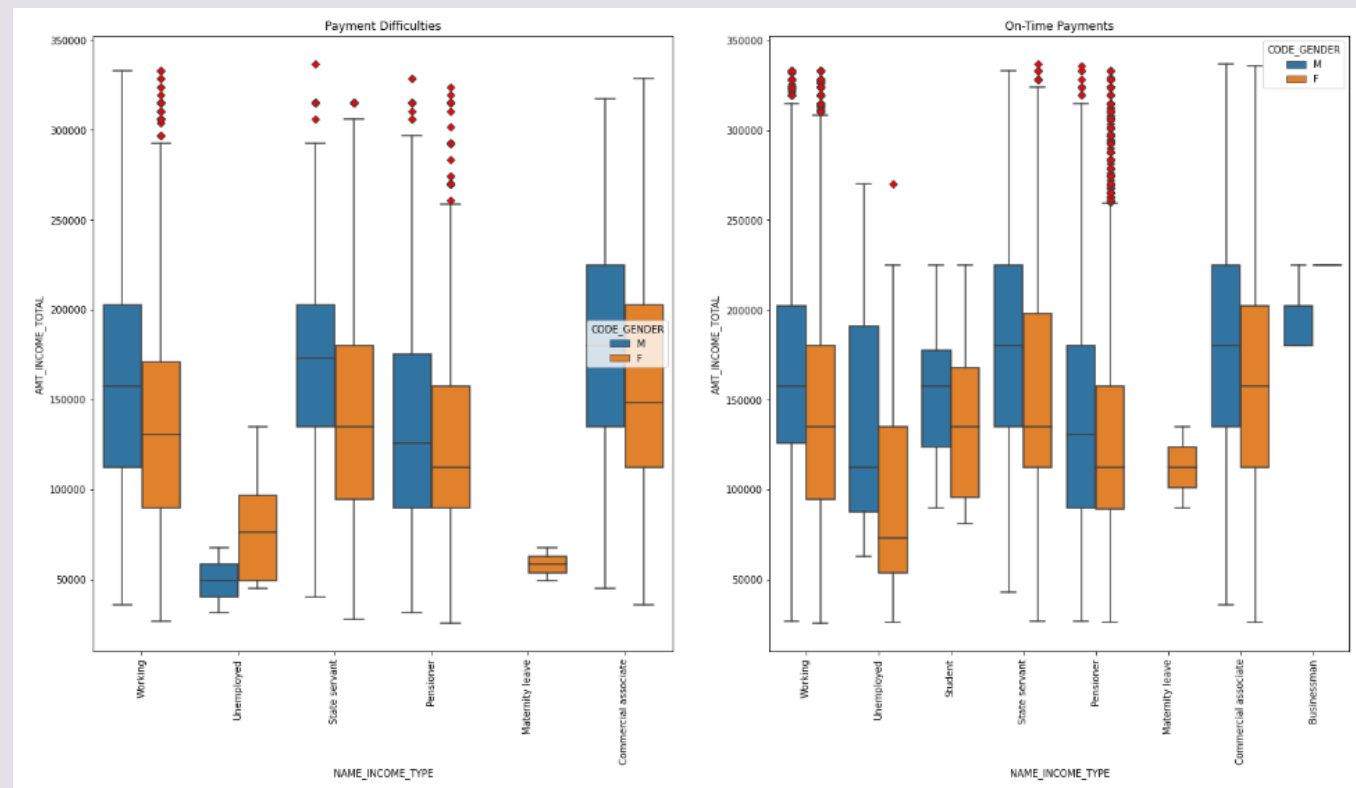 Payment Difficulties
350000
300000
250000
200000
150000
100000
50000
AMT_INCOME_TOTAL
CODE_GENDER
M
F
Working
Unemployed
State servant
Pensioner
Maternity leave
Commercial associate
NAME_INCOME_TYPE
On-Time Payments
350000
300000
250000
200000
150000
100000
50000
AMT_INCOME_TOTAL
CODE_GENDER
M
F
Working
Unemployed
Student
State servant
Pensioner
Maternity leave
Commercial associate
Businessman
NAME_INCOME_TYPE